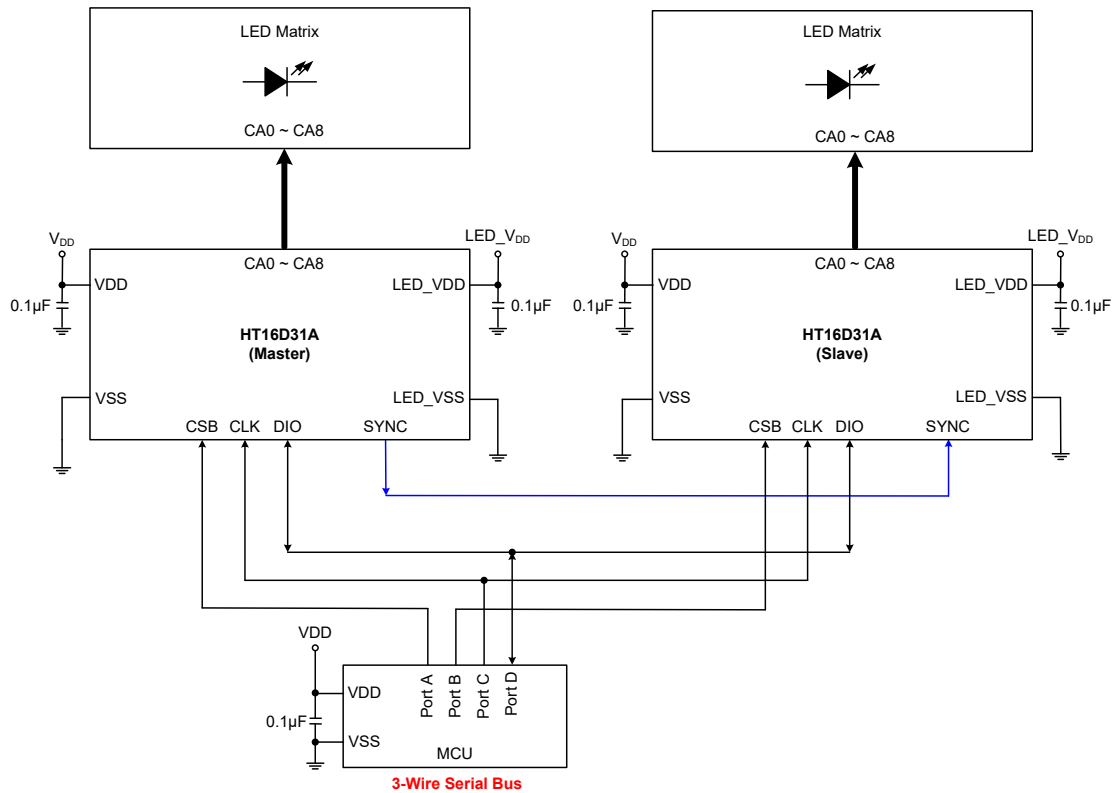 LED Matrix
CA0 ~ CA8
LED Matrix
CA0 ~ CA8
VDD
LED_VDD
VDD
LED_VDD
CA0 ~ CA8
VDD
LED_VDD
0.1µF
0.1µF
HT16D31A
(Master)
VSS
LED_VSS
CSB
CLK
DIO
SYNC
CA0 ~ CA8
VDD
LED_VDD
0.1µF
0.1µF
HT16D31A
(Slave)
VSS
LED_VSS
CSB
CLK
DIO
SYNC
VDD
Port A
Port B
Port C
Port D
VDD
0.1µF
VSS
MCU
3-Wire Serial Bus